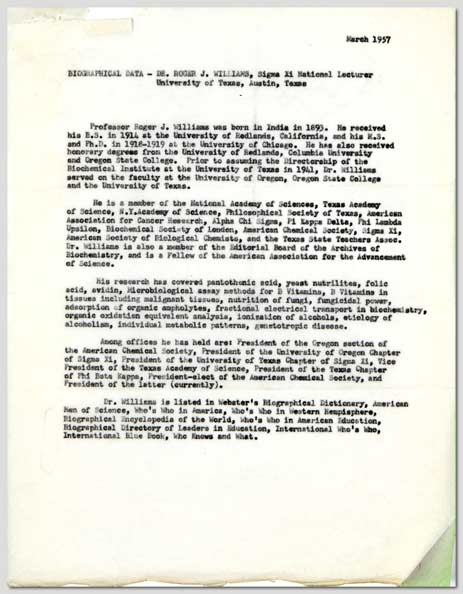 March 1957
BIOGRAPHICAL DATA - DR. ROGER J. WILLIAMS, Sigma Xi National Lecturer
University of Texas, Austin, Texas
Professor Roger J. Williams was born in India in 1893. He received
his B.S. in 1914 at the University of Redlands, California, and his M.S.
and Ph.D. in 1918-1919 at the University of Chicago. He has also received
honorary degrees from the University of Redlands, Columbia University
and Oregon State College. Prior to assuming the Directorship of the
Biochemical Institute at the University of Texas in 1941, Dr. Williams
served on the faculty at the University of Oregon, Oregon State College
and the University of Texas.
He is a member of the National Academy of Sciences, Texas Academy
of Science, N.Y.Academy of Science, Philosophical Society of Texas, American
Association for Cancer Research, Alpha Chi Sigma, Pi Kappa Delta, Phi Lambda
Upsilon, Biochemical Society of London, American Chemical Society, Sigma Xi,
American Society of Biological Chemists, and the Texas State Teachers Assoc.
Dr. Williams is also a member of the Editorial Board of the Archives of
Biochemistry, and is a Fellow of the American Association for the Advancement
of Science.
His research has covered pantothenic acid, yeast nutrilites, folic
acid, avidin, Microbiological assay methods for B Vitamins, B Vitamins in
tissues including malignant tissues, nutrition of fungi, fungicidal power,
adsorption of organic ampholytes, fractional electrical transport in biochemistry,
organic oxidation equivalent analysis, ionization of alcohols, etiology of
alcoholism, individual metabolic patterns, genetotropic disease.
Among offices he has held are: President of the Oregon section of
the American Chemical Society, President of the University of Oregon Chapter
of Sigma Xi, President of the University of Texas Chapter of Sigma Xi, Vice
President of the Texas Academy of Science, President of the Texas Chapter
of Phi Beta Kappa, President-elect of the American Chemical Society, and
President of the latter (currently).
Dr. Williams is listed in Webster's Biographical Dictionary, American
Men of Science, Who's Who in America, Who's Who in Western Hemisphere,
Biographical Encyclopedia of the World, Who's Who in American Education,
Biographical Directory of Leaders in Education, International Who's Who,
International Blue Book, Who Knows and What.